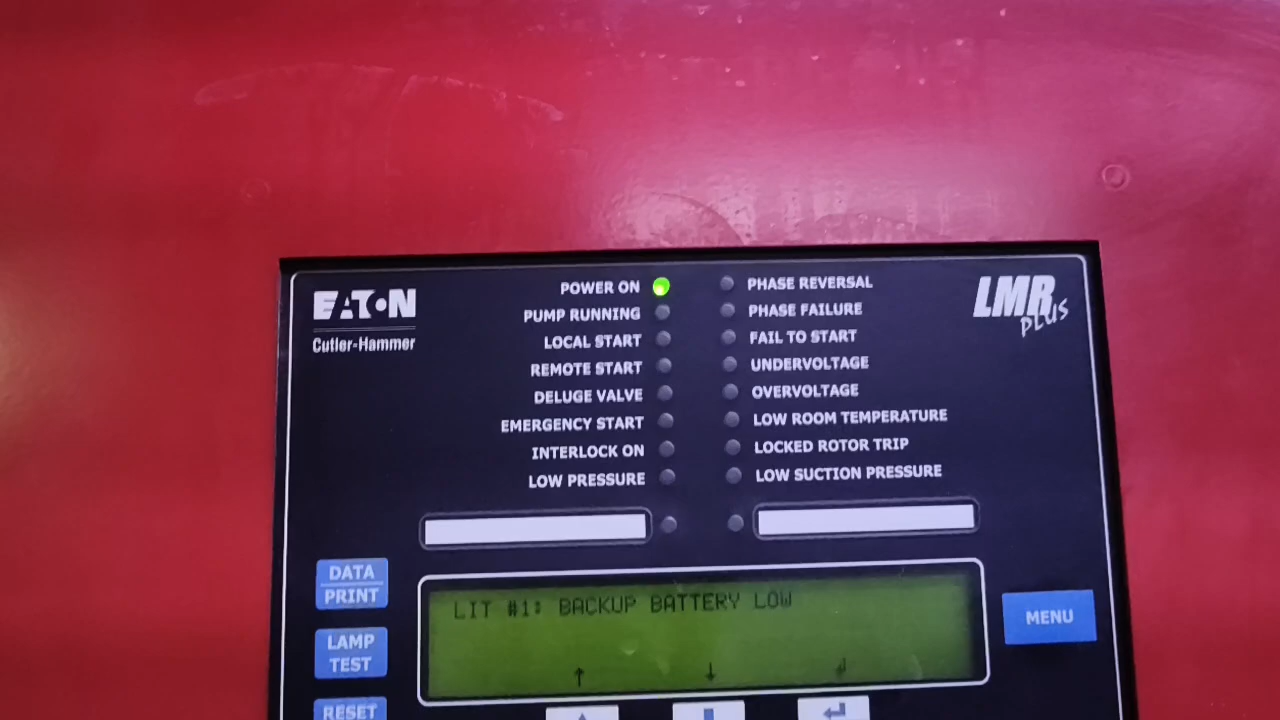 EATON
Cutler-Hammer
LMR PLUS
POWER ON
PUMP RUNNING
LOCAL START
REMOTE START
DELUGE VALVE
EMERGENCY START
INTERLOCK ON
LOW PRESSURE
PHASE REVERSAL
PHASE FAILURE
FAIL TO START
UNDERVOLTAGE
OVERVOLTAGE
LOW ROOM TEMPERATURE
LOCKED ROTOR TRIP
LOW SUCTION PRESSURE
DATA
PRINT
LAMP
TEST
RESET
LIT #1: BACKUP BATTERY LOW
↑ ↓ ↲
MENU